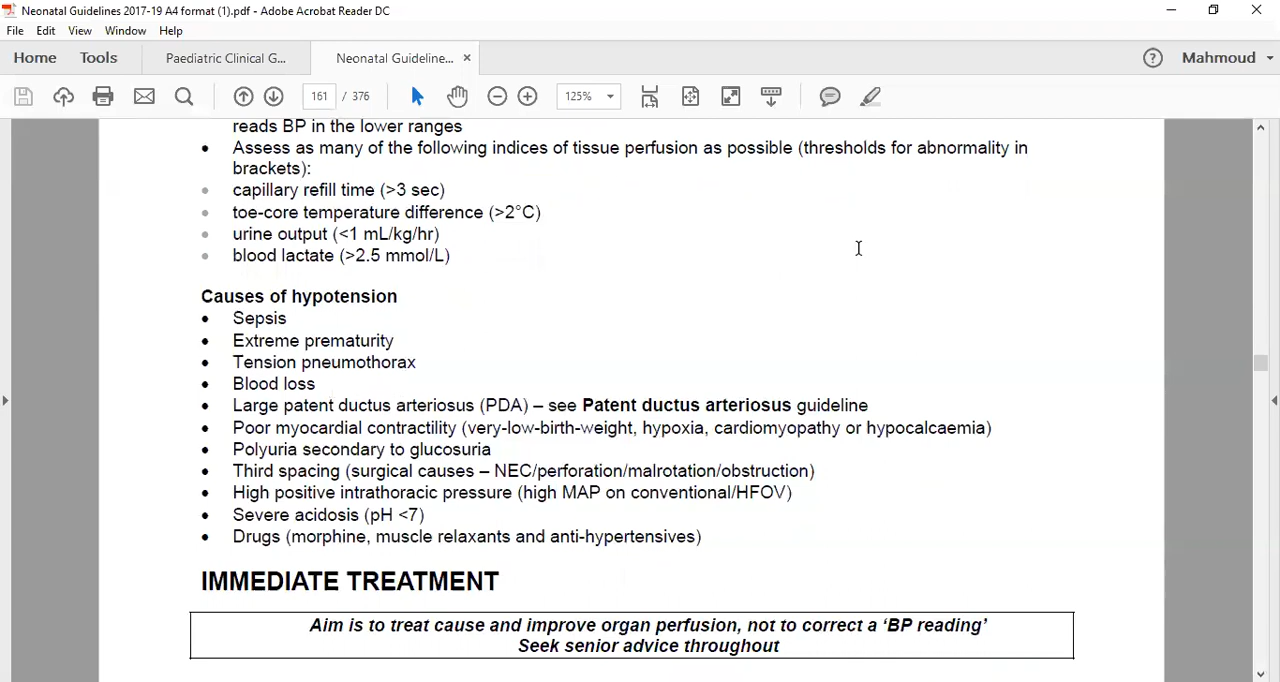 Neonatal Guidelines 2017-19 A4 format (1).pdf - Adobe Acrobat Reader DC
File Edit View Window Help
Home Tools Paediatric Clinical G... Neonatal Guideline... × ? Mahmoud
161 / 376 125%
reads BP in the lower ranges
• Assess as many of the following indices of tissue perfusion as possible (thresholds for abnormality in
brackets):
• capillary refill time (>3 sec)
• toe-core temperature difference (>2°C)
• urine output (<1 mL/kg/hr)
• blood lactate (>2.5 mmol/L)
Causes of hypotension
• Sepsis
• Extreme prematurity
• Tension pneumothorax
• Blood loss
• Large patent ductus arteriosus (PDA) – see Patent ductus arteriosus guideline
• Poor myocardial contractility (very-low-birth-weight, hypoxia, cardiomyopathy or hypocalcaemia)
• Polyuria secondary to glucosuria
• Third spacing (surgical causes – NEC/perforation/malrotation/obstruction)
• High positive intrathoracic pressure (high MAP on conventional/HFOV)
• Severe acidosis (pH <7)
• Drugs (morphine, muscle relaxants and anti-hypertensives)
IMMEDIATE TREATMENT
Aim is to treat cause and improve organ perfusion, not to correct a ‘BP reading’
Seek senior advice throughout